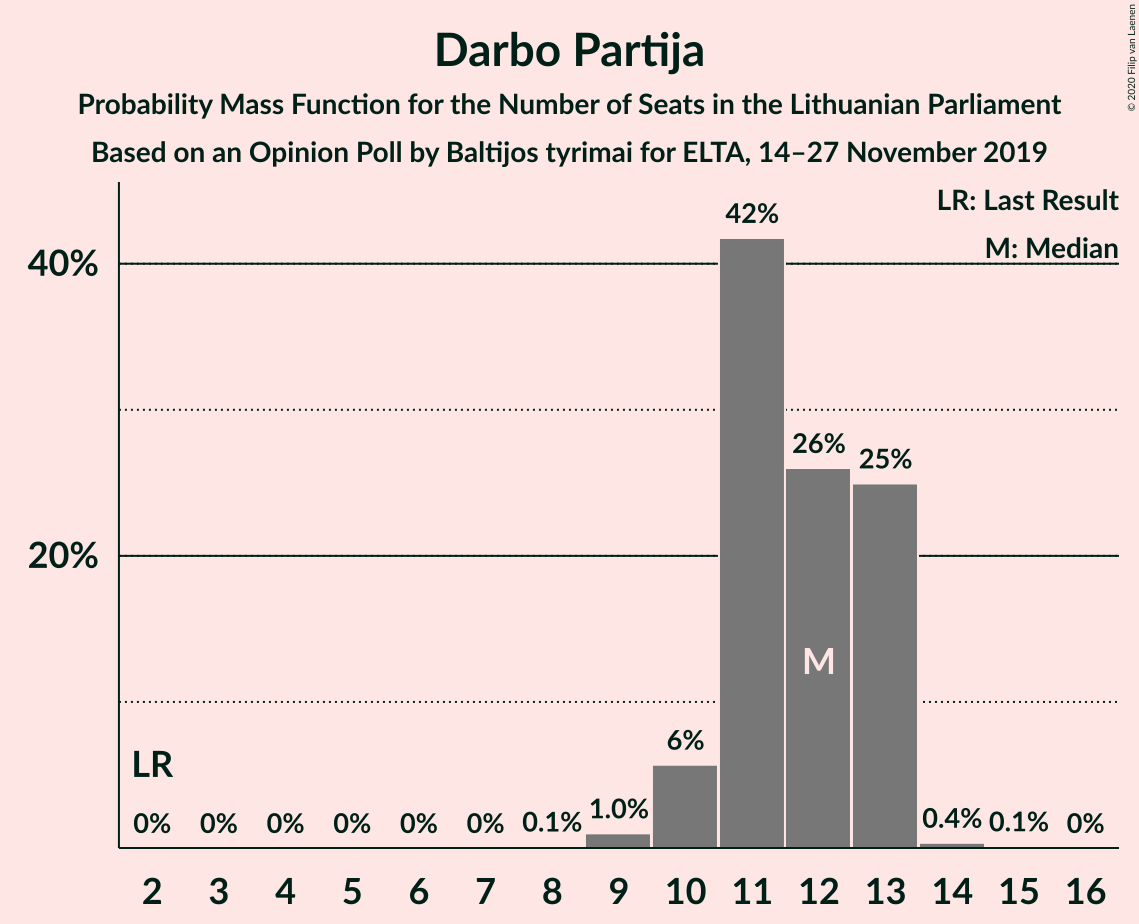 Darbo Partija
Probability Mass Function for the Number of Seats in the Lithuanian Parliament
Based on an Opinion Poll by Baltijos tyrimai for ELTA, 14–27 November 2019
© 2020 Filip van Laenen
LR: Last Result
M: Median
42%
40%
26%
25%
20%
M
6%
LR
0% 0% 0% 0% 0% 0% 0.1% 1.0% 0.4% 0.1% 0%
2 3 4 5 6 7 8 9 10 11 12 13 14 15 16